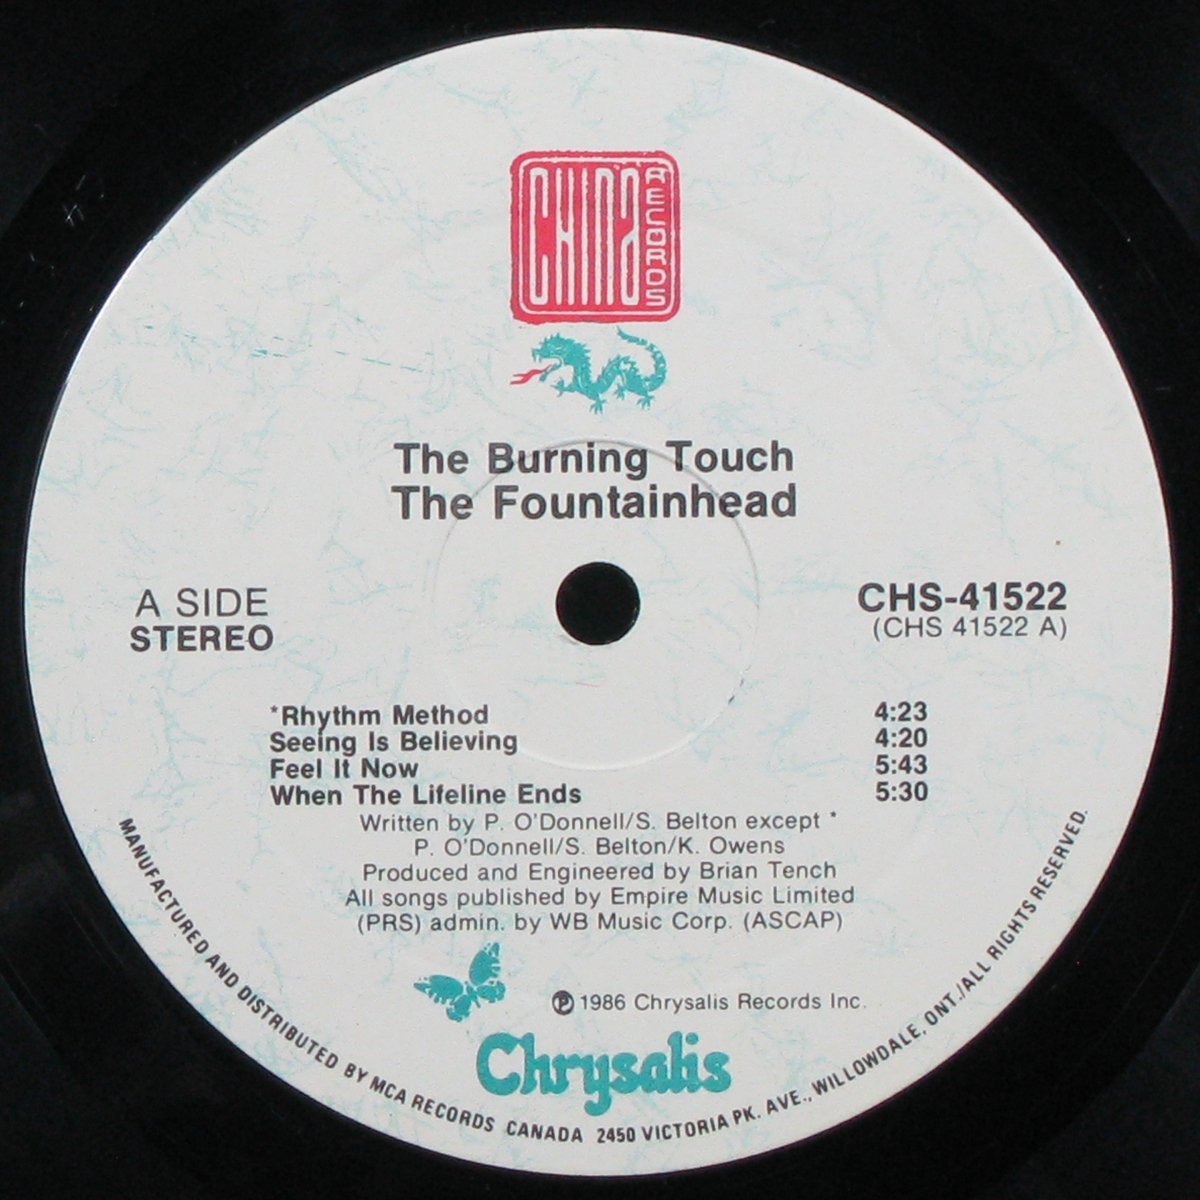 CHINA RECORDS
The Burning Touch
The Fountainhead
A SIDE
STEREO
CHS-41522
(CHS 41522 A)
*Rhythm Method 4:23
Seeing Is Believing 4:20
Feel It Now 5:43
When The Lifeline Ends 5:30
Written by P. O'Donnell/S. Belton except *
P. O'Donnell/S. Belton/K. Owens
Produced and Engineered by Brian Tench
All songs published by Empire Music Limited
(PRS) admin. by WB Music Corp. (ASCAP)
℗ 1986 Chrysalis Records Inc.
Chrysalis
MANUFACTURED AND DISTRIBUTED BY MCA RECORDS CANADA 2450 VICTORIA PK. AVE., WILLOWDALE, ONT./ALL RIGHTS RESERVED.